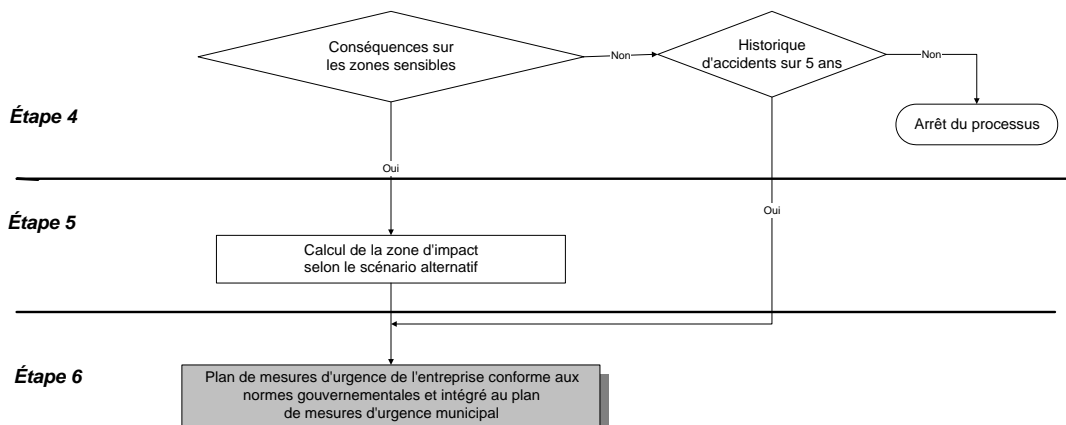 Conséquences sur
les zones sensibles
Non
Historique
d'accidents sur 5 ans
Non
Étape 4
Arrêt du processus
Oui
Oui
Étape 5
Calcul de la zone d'impact
selon le scénario alternatif
Étape 6
Plan de mesures d'urgence de l'entreprise conforme aux
normes gouvernementales et intégré au plan
de mesures d'urgence municipal